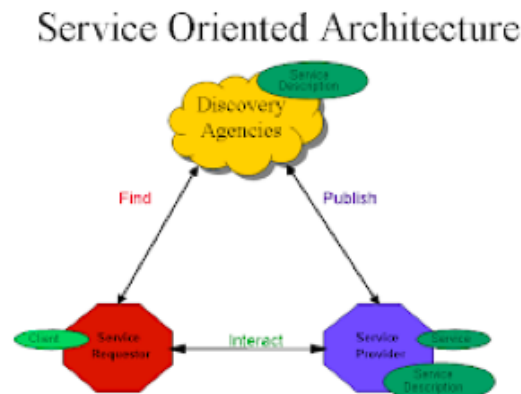 Service Oriented Architecture
Service
Description
Discovery
Agencies
Find
Publish
Client
Service
Requestor
Interact
Service
Provider
Service
Service
Description